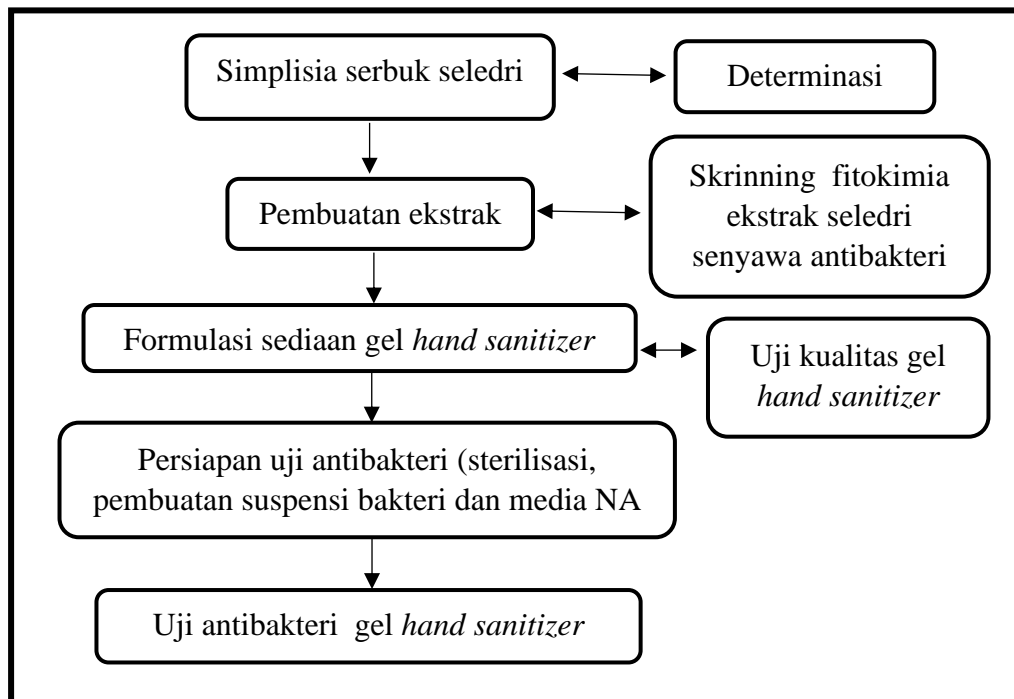 Simplisia serbuk seledri
Determinasi
Pembuatan ekstrak
Skrinning fitokimia
ekstrak seledri
senyawa antibakteri
Formulasi sediaan gel hand sanitizer
Uji kualitas gel
hand sanitizer
Persiapan uji antibakteri (sterilisasi,
pembuatan suspensi bakteri dan media NA
Uji antibakteri gel hand sanitizer